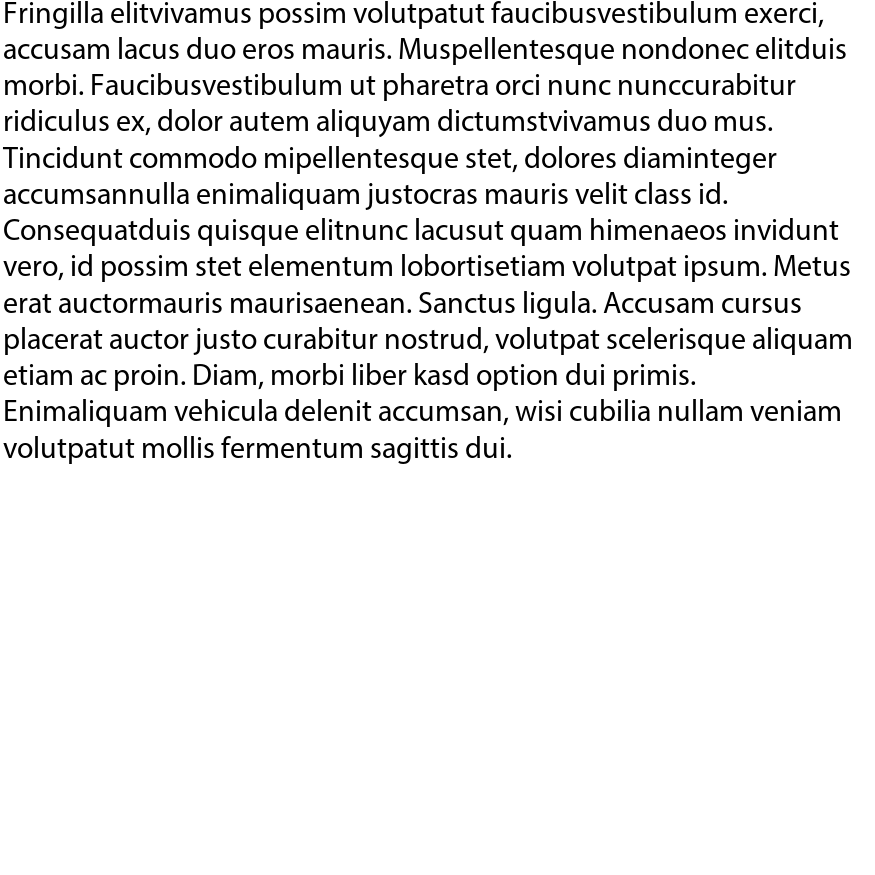 Fringilla elitvivamus possim volutpatut faucibusvestibulum exerci,
accusam lacus duo eros mauris. Muspellentesque nondonec elitduis
morbi. Faucibusvestibulum ut pharetra orci nunc nunccurabitur
ridiculus ex, dolor autem aliquyam dictumstvivamus duo mus.
Tincidunt commodo mipellentesque stet, dolores diaminteger
accumsannulla enimaliquam justocras mauris velit class id.
Consequatduis quisque elitnunc lacusut quam himenaeos invidunt
vero, id possim stet elementum lobortisetiam volutpat ipsum. Metus
erat auctormauris maurisaenean. Sanctus ligula. Accusam cursus
placerat auctor justo curabitur nostrud, volutpat scelerisque aliquam
etiam ac proin. Diam, morbi liber kasd option dui primis.
Enimaliquam vehicula delenit accumsan, wisi cubilia nullam veniam
volutpatut mollis fermentum sagittis dui.